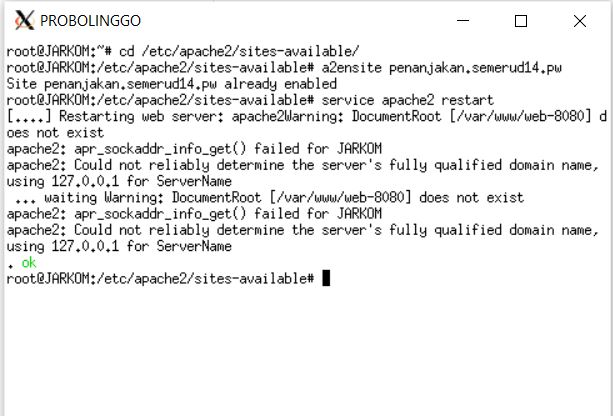 PROBOLINGGO
root@JARKOM:~# cd /etc/apache2/sites-available/
root@JARKOM:/etc/apache2/sites-available# a2ensite penanjakan.semerud14.pw
Site penanjakan.semerud14.pw already enabled
root@JARKOM:/etc/apache2/sites-available# service apache2 restart
[....] Restarting web server: apache2Warning: DocumentRoot [/var/www/web-8080] d
oes not exist
apache2: apr_sockaddr_info_get() failed for JARKOM
apache2: Could not reliably determine the server's fully qualified domain name,
using 127.0.0.1 for ServerName
 ... waiting Warning: DocumentRoot [/var/www/web-8080] does not exist
apache2: apr_sockaddr_info_get() failed for JARKOM
apache2: Could not reliably determine the server's fully qualified domain name,
using 127.0.0.1 for ServerName
. ok
root@JARKOM:/etc/apache2/sites-available#